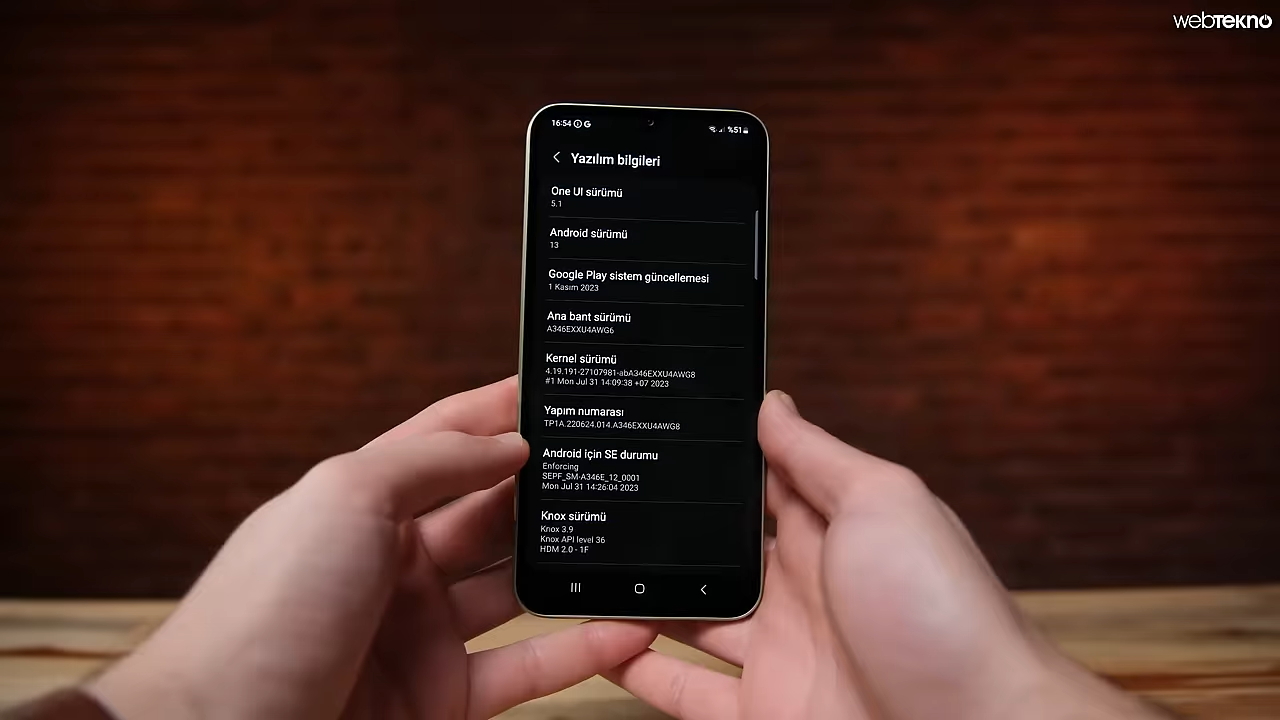 webTEKNO
16:54 G
%51
Yazılım bilgileri
One UI sürümü
5.1
Android sürümü
13
Google Play sistem güncellemesi
1 Kasım 2023
Ana bant sürümü
A346EXXU4AWG6
Kernel sürümü
4.19.191-27107981-abA346EXXU4AWG8
#1 Mon Jul 31 14:09:38 +07 2023
Yapım numarası
TP1A.220624.014.A346EXXU4AWG8
Android için SE durumu
Enforcing
SEPF_SM-A346E_12_0001
Mon Jul 31 14:26:04 2023
Knox sürümü
Knox 3.9
Knox API level 36
HDM 2.0 - 1F